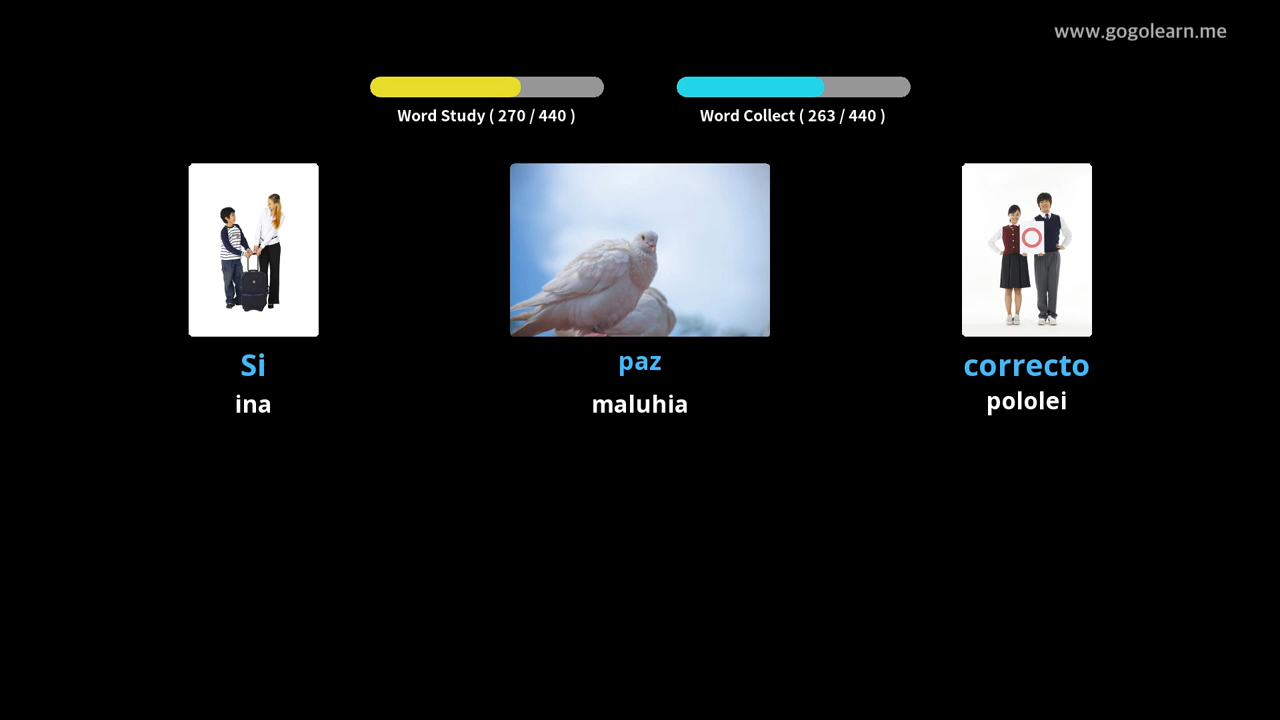 www.gogolearn.me
Word Study ( 270 / 440 )
Word Collect ( 263 / 440 )
Si
ina
paz
maluhia
correcto
pololei